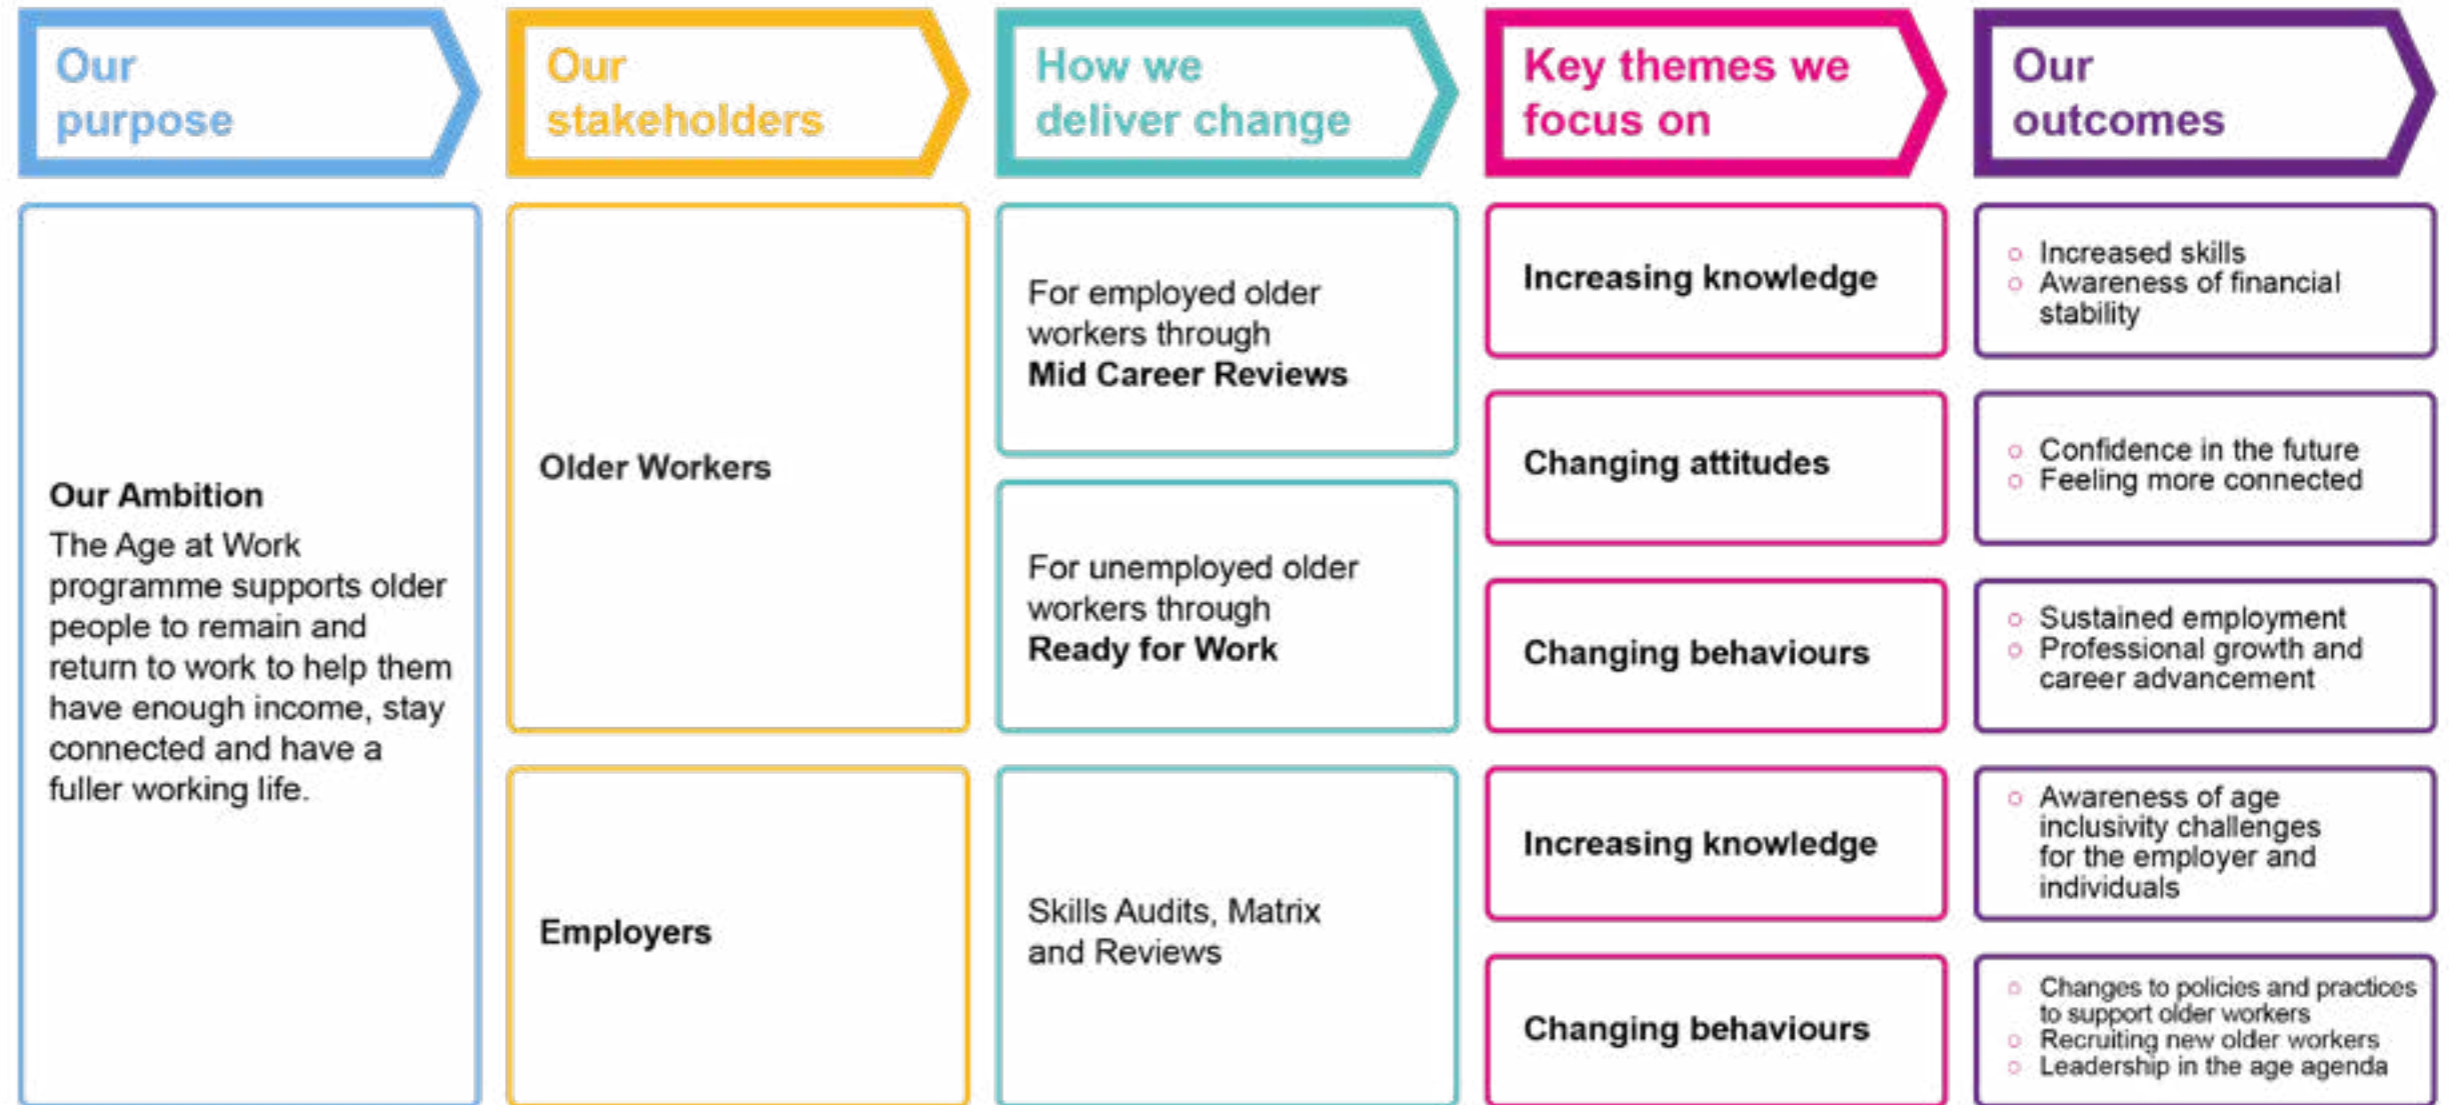 Our
purpose
Our
stakeholders
How we
deliver change
Key themes we
focus on
Our
outcomes
Our Ambition
The Age at Work
programme supports older
people to remain and
return to work to help them
have enough income, stay
connected and have a
fuller working life.
Older Workers
Employers
For employed older
workers through
Mid Career Reviews
For unemployed older
workers through
Ready for Work
Skills Audits, Matrix
and Reviews
Increasing knowledge
Changing attitudes
Changing behaviours
Increasing knowledge
Changing behaviours
Increased skills
Awareness of financial
stability
Confidence in the future
Feeling more connected
Sustained employment
Professional growth and
career advancement
Awareness of age
inclusivity challenges
for the employer and
individuals
Changes to policies and practices
to support older workers
Recruiting new older workers
Leadership in the age agenda